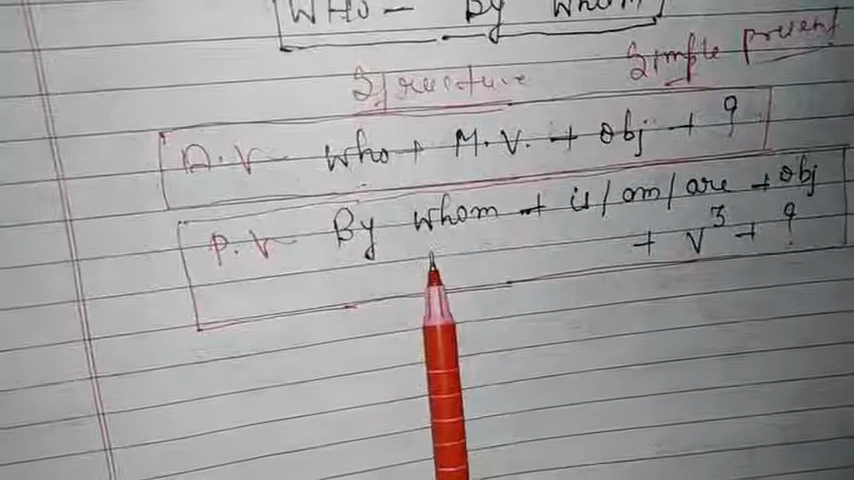 WHO - By Whom
Structure Simple present
A.V - Who + M.V. + obj + ?
P.V - By whom + is/am/are + obj
+ V3 + ?